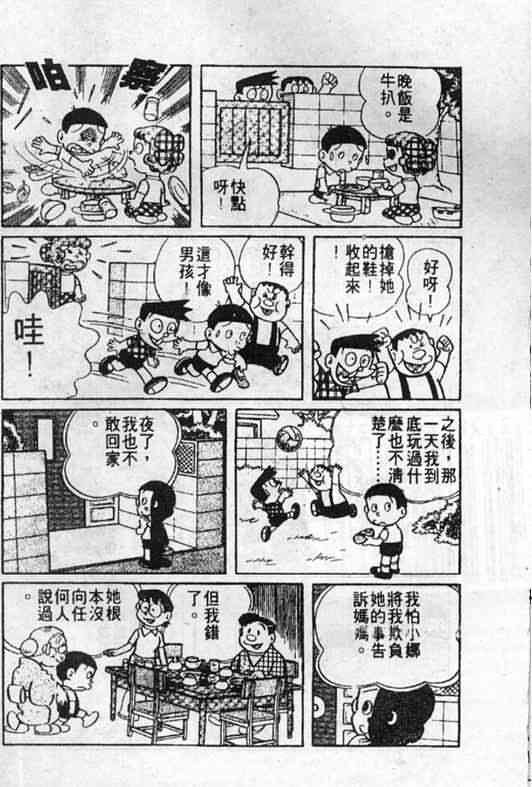 晚飯是
牛扒。
快點
呀!
好呀!
搶掉她
的鞋!
收起來
!
幹得
好!
這才像
男孩!
哇!
之後,那
一天我到
底玩過什
麼也不清
楚了……
夜了,
我也不
敢回家
。
我怕小娜
將我欺負
她的事告
訴媽媽。
但我錯
了。
她根
本沒
向任
何人
說過
。